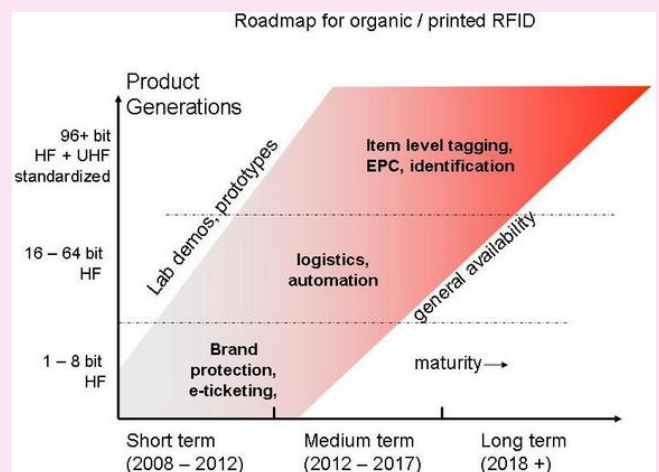 Roadmap for organic / printed RFID
Product
Generations
96+ bit
HF + UHF
standardized
Lab demos, prototypes
Item level tagging,
EPC, identification
16 – 64 bit
HF
logistics,
automation
general availability
1 – 8 bit
HF
Brand
protection,
e-ticketing,
maturity
Short term
(2008 – 2012)
Medium term
(2012 – 2017)
Long term
(2018 +)